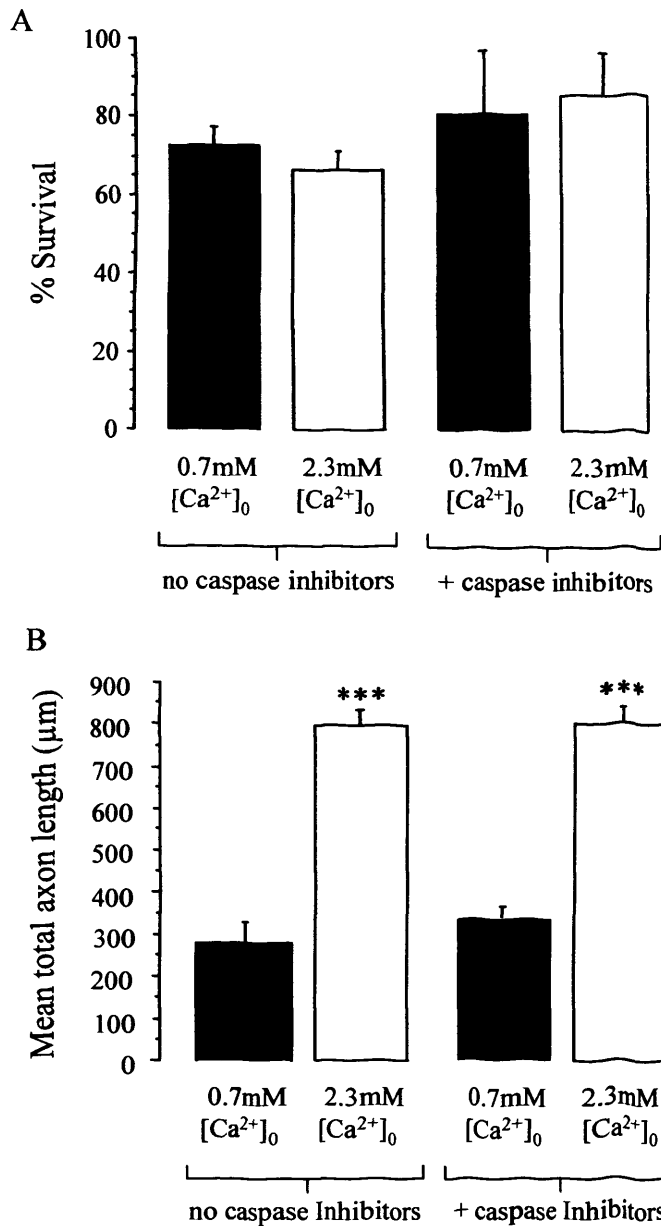 A
100
80
60
40
20
0
% Survival
0.7mM 2.3mM 0.7mM 2.3mM
[Ca²⁺]₀ [Ca²⁺]₀ [Ca²⁺]₀ [Ca²⁺]₀
no caspase inhibitors + caspase inhibitors
B
900
800
700
600
500
400
300
200
100
0
Mean total axon length (µm)
*** ***
0.7mM 2.3mM 0.7mM 2.3mM
[Ca²⁺]₀ [Ca²⁺]₀ [Ca²⁺]₀ [Ca²⁺]₀
no caspase Inhibitors + caspase Inhibitors